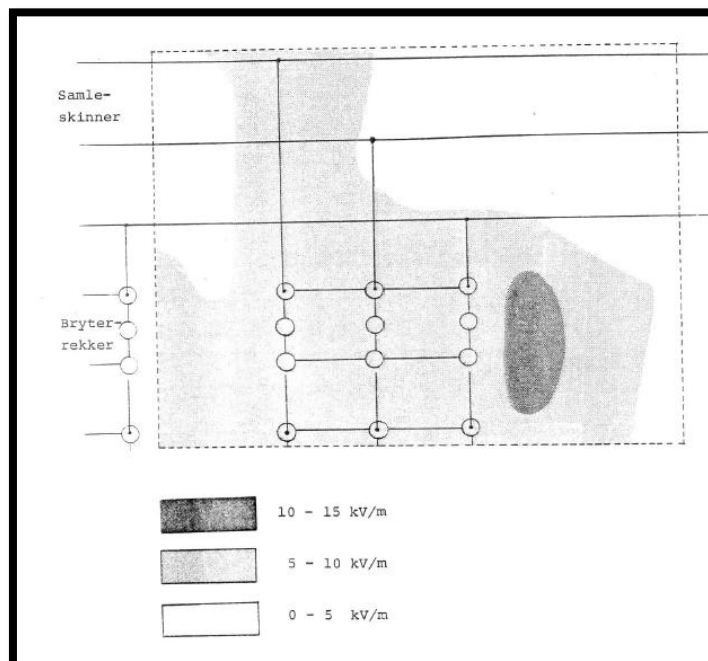 Samle-
skinner
Bryter-
rekker
10 - 15 kV/m
5 - 10 kV/m
0 - 5 kV/m